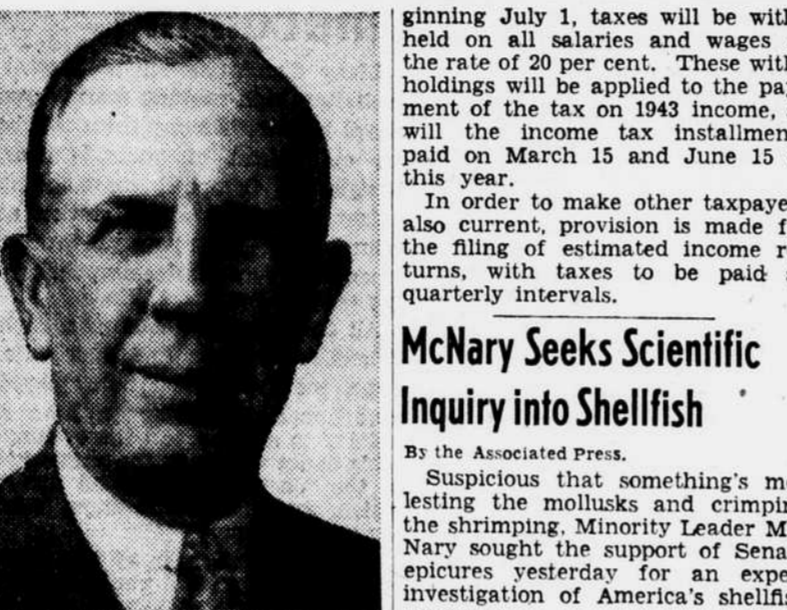 ginning July 1, taxes will be with
held on all salaries and wages
the rate of 20 per cent. These with
holdings will be applied to the pay
ment of the tax on 1943 income,
will the income tax installmen
paid on March 15 and June 15
this year.
In order to make other taxpaye
also current, provision is made f
the filing of estimated income r
turns, with taxes to be paid
quarterly intervals.
McNary Seeks Scientific
Inquiry into Shellfish
By the Associated Press.
Suspicious that something's m
lesting the mollusks and crimpin
the shrimping, Minority Leader M
Nary sought the support of Sena
epicures yesterday for an expe
investigation of America's shellfis